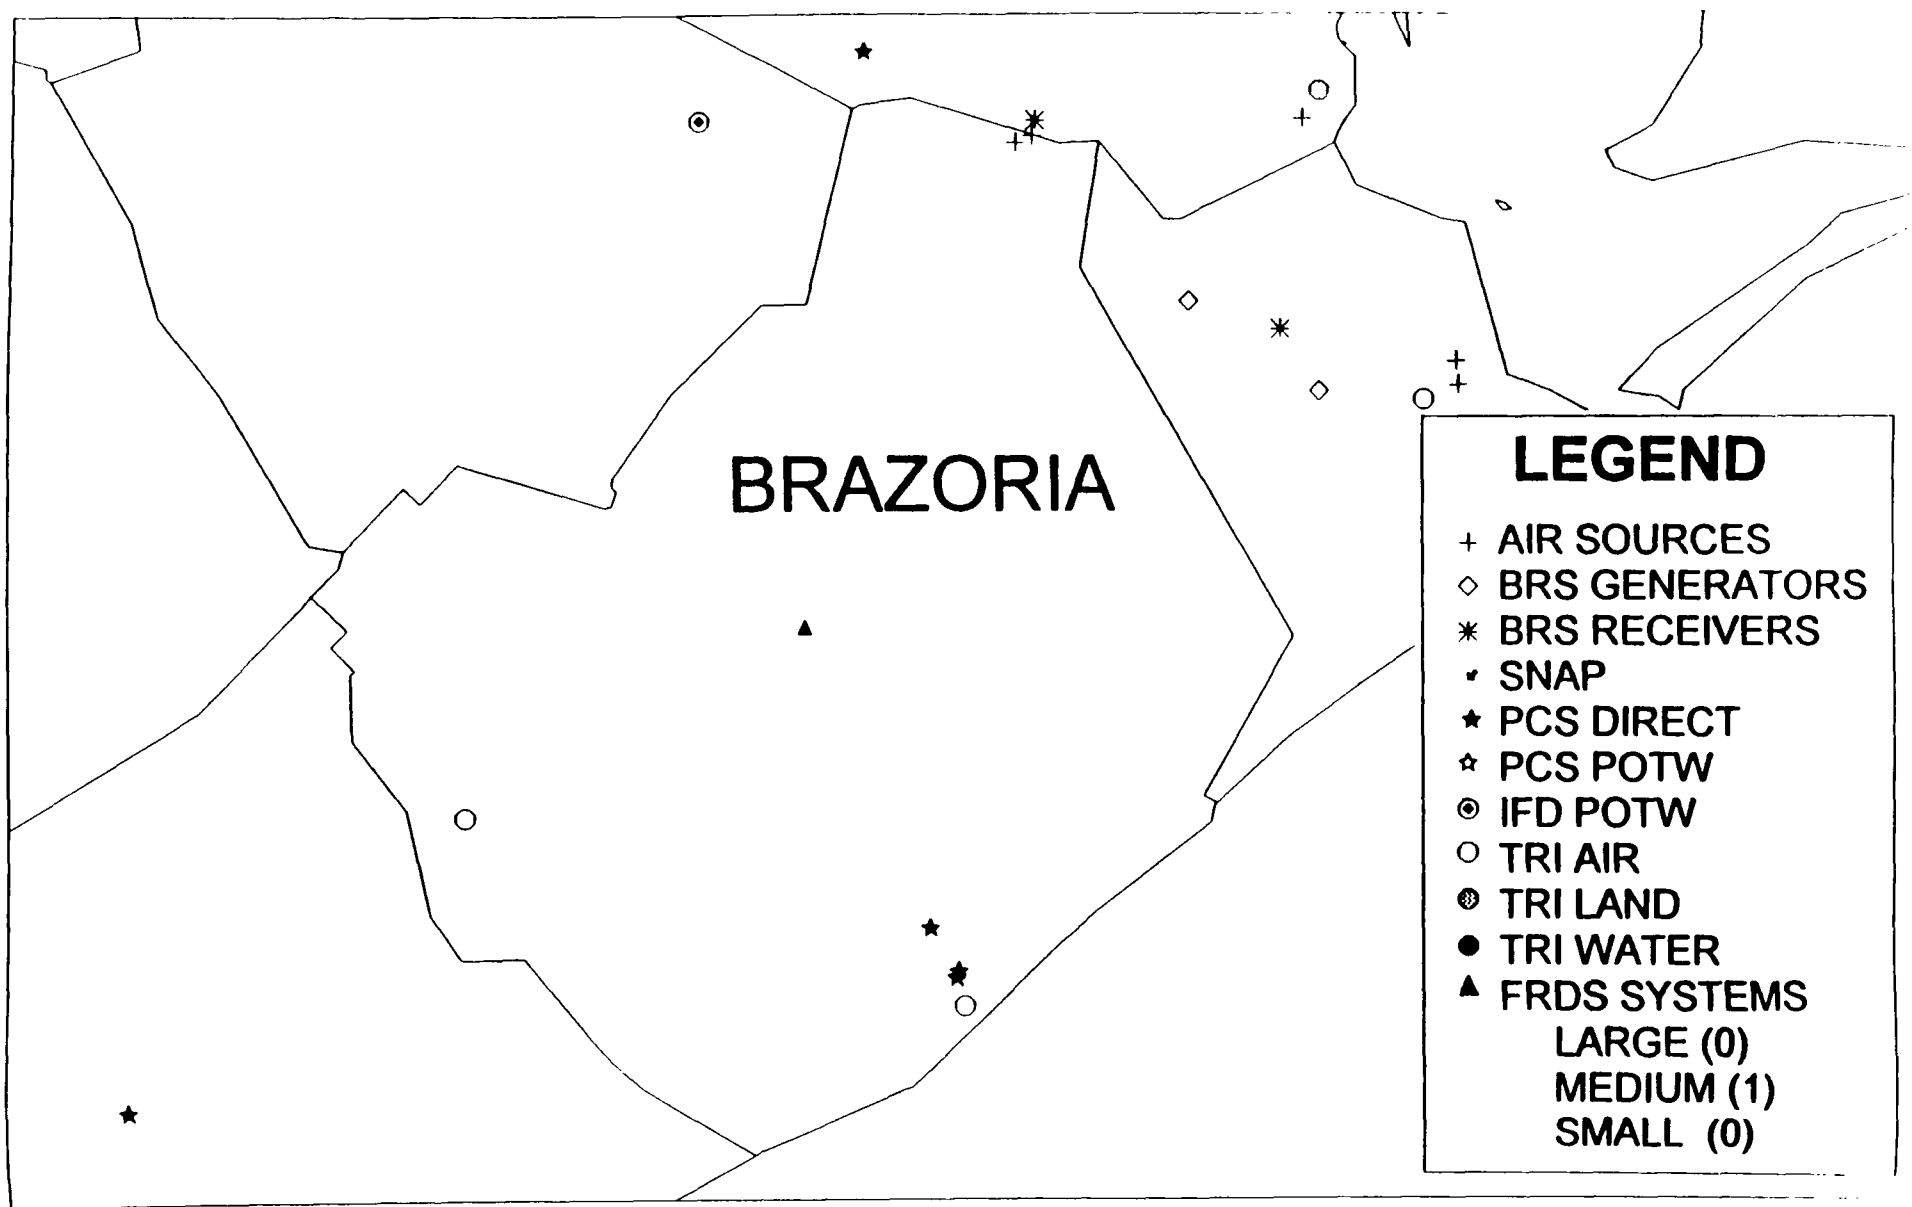 BRAZORIA
LEGEND
AIR SOURCES
BRS GENERATORS
BRS RECEIVERS
SNAP
PCS DIRECT
PCS POTW
IFD POTW
TRI AIR
TRI LAND
TRI WATER
FRDS SYSTEMS
LARGE (0)
MEDIUM (1)
SMALL (0)